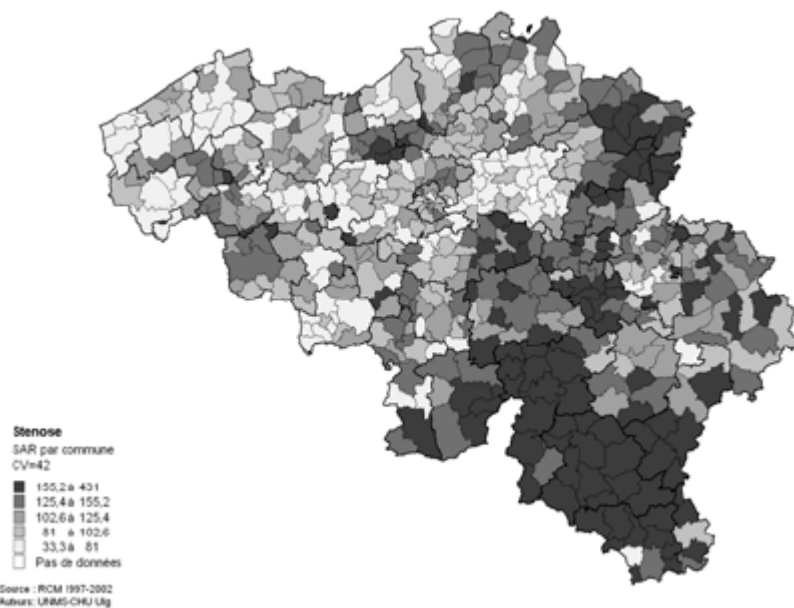 Stenose
SAR par commune
CV=42
155,2 à 431
125,4 à 155,2
102,6 à 125,4
81 à 102,6
33,3 à 81
Pas de données
Source : RCM 1997-2002
Auteurs: UNMS-CHU Ulg